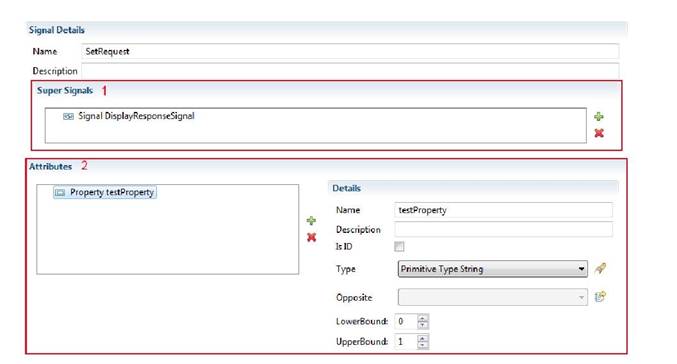 Signal Details
Name SetRequest
Description
Super Signals 1
Signal DisplayResponseSignal
Attributes 2
Property testProperty
Details
Name testProperty
Description
Is ID
Type Primitive Type String
Opposite
LowerBound: 0
UpperBound: 1